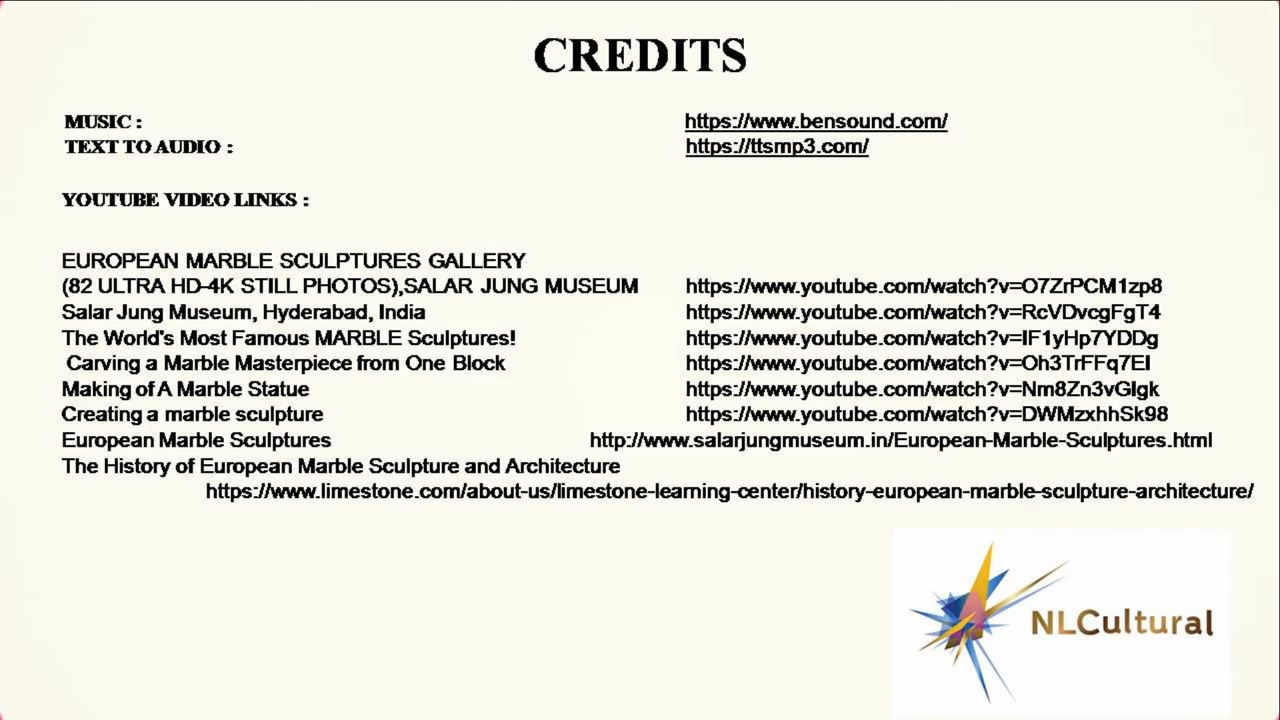 CREDITS
MUSIC : https://www.bensound.com/
TEXT TO AUDIO : https://ttsmp3.com/
YOUTUBE VIDEO LINKS :
EUROPEAN MARBLE SCULPTURES GALLERY
(82 ULTRA HD-4K STILL PHOTOS),SALAR JUNG MUSEUM https://www.youtube.com/watch?v=O7ZrPCM1zp8
Salar Jung Museum, Hyderabad, India https://www.youtube.com/watch?v=RcVDvcgFgT4
The World's Most Famous MARBLE Sculptures! https://www.youtube.com/watch?v=IF1yHp7YDDg
Carving a Marble Masterpiece from One Block https://www.youtube.com/watch?v=Oh3TrFFq7EI
Making of A Marble Statue https://www.youtube.com/watch?v=Nm8Zn3vGlgk
Creating a marble sculpture https://www.youtube.com/watch?v=DWMzxhhSk98
European Marble Sculptures http://www.salarjungmuseum.in/European-Marble-Sculptures.html
The History of European Marble Sculpture and Architecture
https://www.limestone.com/about-us/limestone-learning-center/history-european-marble-sculpture-architecture/
NLCultural